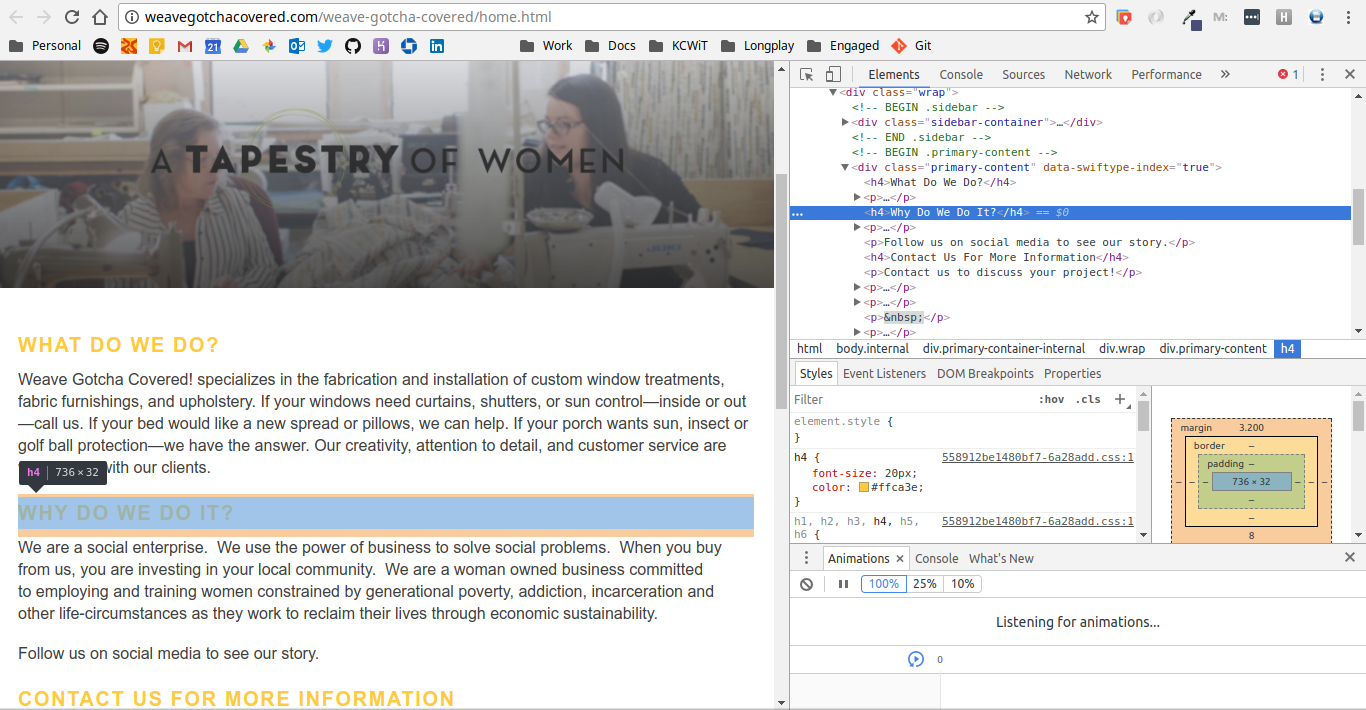 weavegotchacovered.com/weave-gotcha-covered/home.html
M:
H
Personal
21
Work
Docs
KCWiT
Longplay
Engaged
Git
A TAPESTRY OF WOMEN
JUKI
WHAT DO WE DO?
Weave Gotcha Covered! specializes in the fabrication and installation of custom window treatments,
fabric furnishings, and upholstery. If your windows need curtains, shutters, or sun control—inside or out
—call us. If your bed would like a new spread or pillows, we can help. If your porch wants sun, insect or
golf ball protection—we have the answer. Our creativity, attention to detail, and customer service are
with our clients.
h4 736 × 32
WHY DO WE DO IT?
We are a social enterprise.  We use the power of business to solve social problems.  When you buy
from us, you are investing in your local community.  We are a woman owned business committed
to employing and training women constrained by generational poverty, addiction, incarceration and
other life-circumstances as they work to reclaim their lives through economic sustainability.
Follow us on social media to see our story.
CONTACT US FOR MORE INFORMATION
Elements Console Sources Network Performance » 1
<div class="wrap">
<!-- BEGIN .sidebar -->
<div class="sidebar-container">…</div>
<!-- END .sidebar -->
<!-- BEGIN .primary-content -->
<div class="primary-content" data-swiftype-index="true">
<h4>What Do We Do?</h4>
<p>…</p>
<h4>Why Do We Do It?</h4> == $0
<p>…</p>
<p>Follow us on social media to see our story.</p>
<h4>Contact Us For More Information</h4>
<p>Contact us to discuss your project!</p>
<p>…</p>
<p>…</p>
<p>&nbsp;</p>
<p>…</p>
html body.internal div.primary-container-internal div.wrap div.primary-content h4
Styles Event Listeners DOM Breakpoints Properties
Filter :hov .cls +
element.style {
}
h4 { 558912be1480bf7-6a28add.css:1
font-size: 20px;
color: #ffca3e;
}
h1, h2, h3, h4, h5, 558912be1480bf7-6a28add.css:1
h6 {
margin 3.200
border –
padding –
– – – 736 × 32 – – –
–
–
8
Animations × Console What's New
100% 25% 10%
Listening for animations...
0